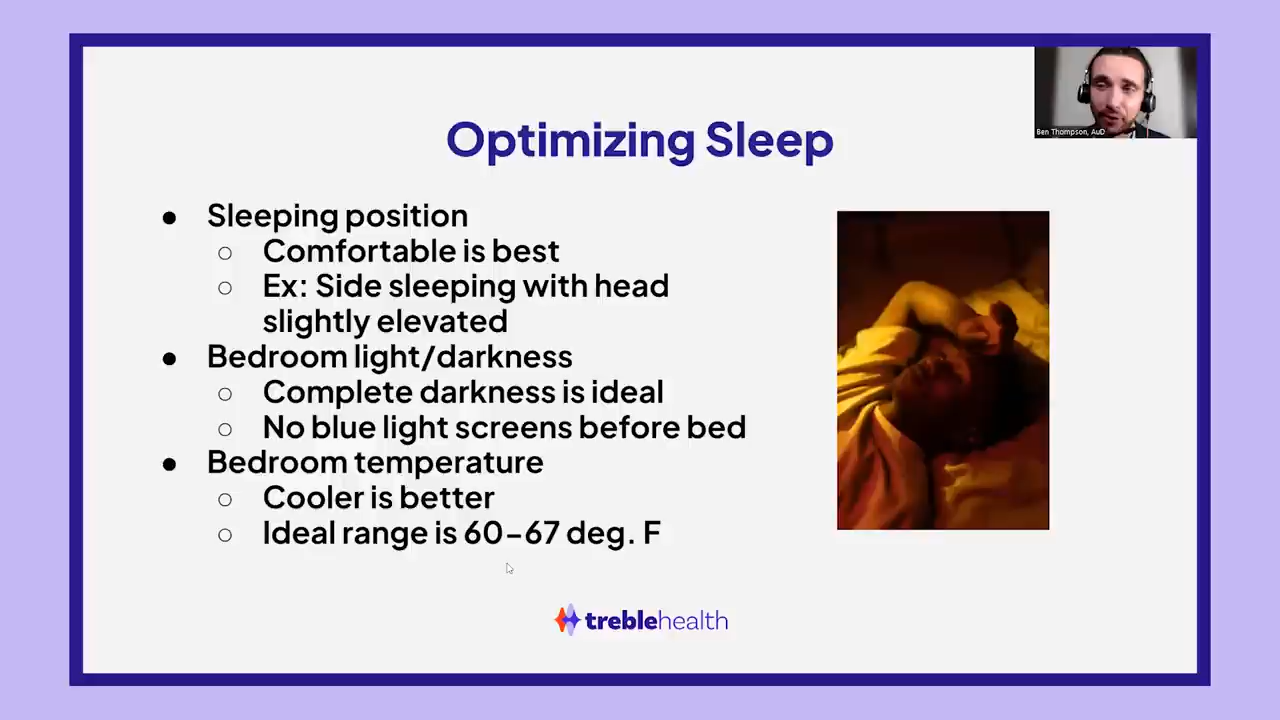 Ben Thompson, AuD
Optimizing Sleep
● Sleeping position
○ Comfortable is best
○ Ex: Side sleeping with head
slightly elevated
● Bedroom light/darkness
○ Complete darkness is ideal
○ No blue light screens before bed
● Bedroom temperature
○ Cooler is better
○ Ideal range is 60–67 deg. F
treblehealth